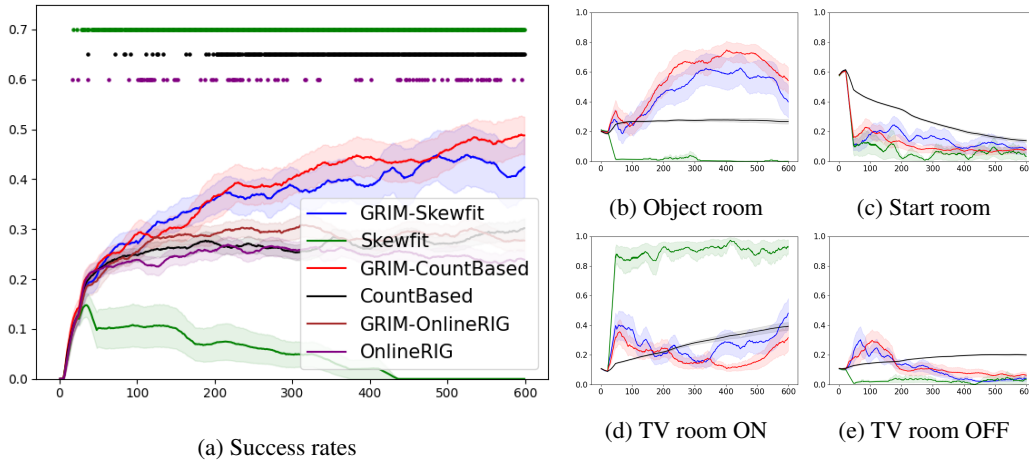 0.7
0.6
0.5
0.4
0.3
0.2
0.1
0.0
0 100 200 300 400 500 600
GRIM-Skewfit
Skewfit
GRIM-CountBased
CountBased
GRIM-OnlineRIG
OnlineRIG
(a) Success rates
1.0
0.8
0.6
0.4
0.2
0.0
0 100 200 300 400 500 600
(b) Object room
1.0
0.8
0.6
0.4
0.2
0.0
0 100 200 300 400 500 600
(c) Start room
1.0
0.8
0.6
0.4
0.2
0.0
0 100 200 300 400 500 600
(d) TV room ON
1.0
0.8
0.6
0.4
0.2
0.0
0 100 200 300 400 500 600
(e) TV room OFF